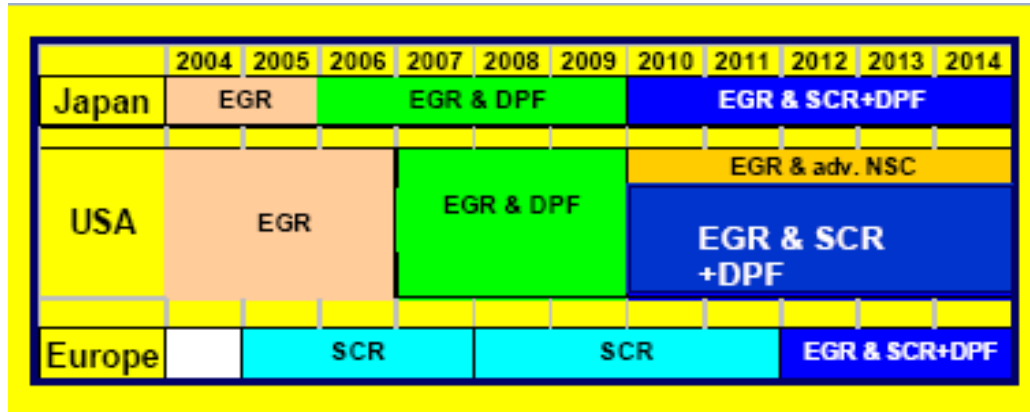 2004 2005 2006 2007 2008 2009 2010 2011 2012 2013 2014
Japan EGR EGR & DPF EGR & SCR+DPF
EGR & adv. NSC
USA EGR EGR & DPF EGR & SCR
+DPF
Europe SCR SCR EGR & SCR+DPF